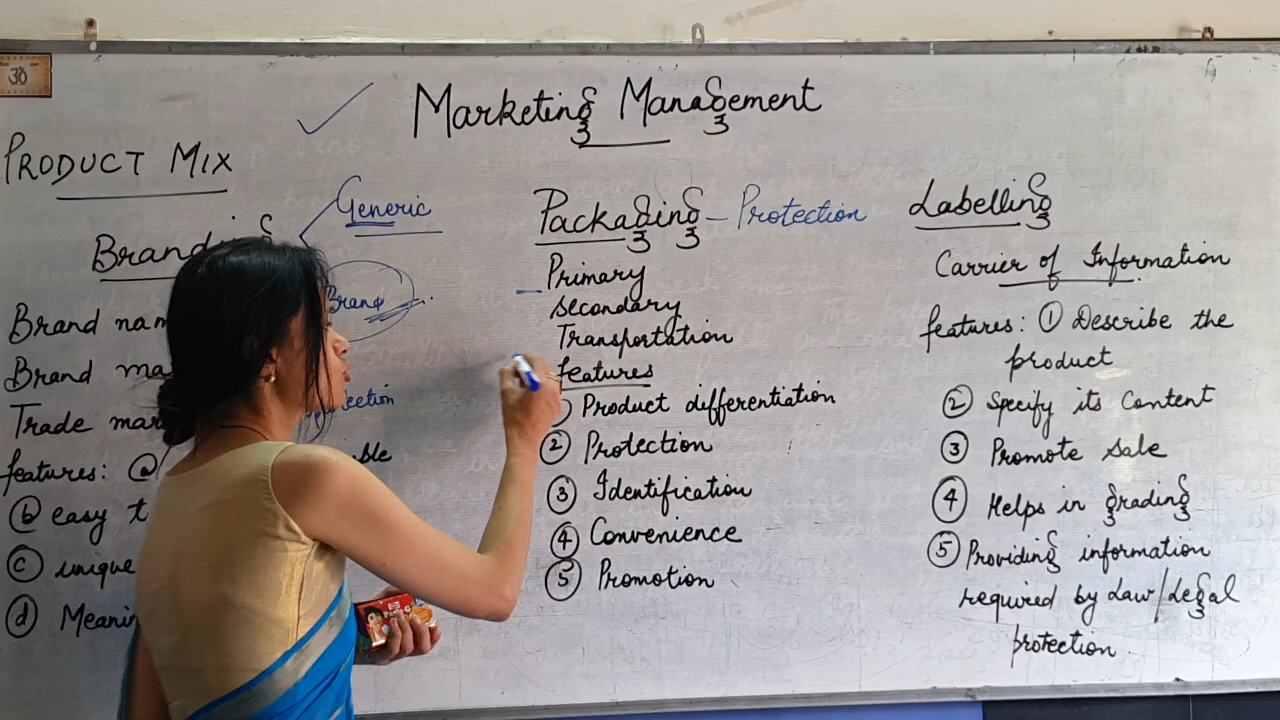 ॐ
Marketing Management
PRODUCT MIX
Generic
Brand
Brand
Brand
Trade
features: ⓐ
ⓑ easy
ⓒ unique
ⓓ
Packaging - Protection
Primary
secondary
Transportation
features
Product differentiation
② Protection
③ Identification
④ Convenience
⑤ Promotion
Labelling
Carrier of Information
features: ① Describe the
product
② Specify its Content
③ Promote sale
④ Helps in grading
⑤ Providing information
required by Law/Legal
protection
Parle-G